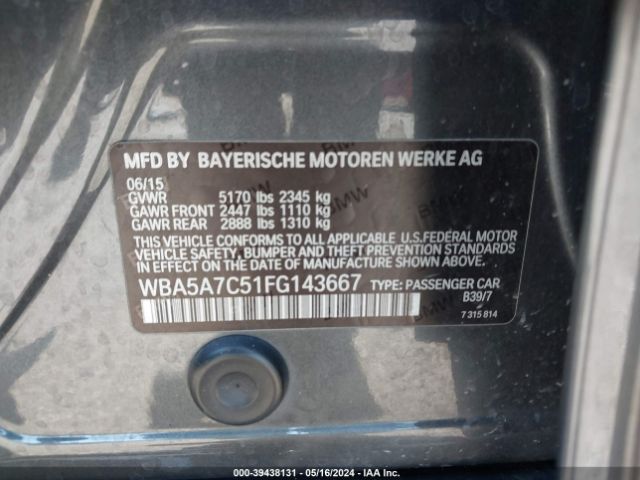 MFD BY BAYERISCHE MOTOREN WERKE AG
06/15
GVWR 5170 lbs 2345 kg
GAWR FRONT 2447 lbs 1110 kg
GAWR REAR 2888 lbs 1310 kg
THIS VEHICLE CONFORMS TO ALL APPLICABLE U.S.FEDERAL MOTOR
VEHICLE SAFETY, BUMPER AND THEFT PREVENTION STANDARDS
IN EFFECT ON THE DATE OF MANUFACTURE SHOWN ABOVE.
WBA5A7C51FG143667 TYPE: PASSENGER CAR
B39/7
7 315 814
000-39438131 - 05/16/2024 - IAA Inc.